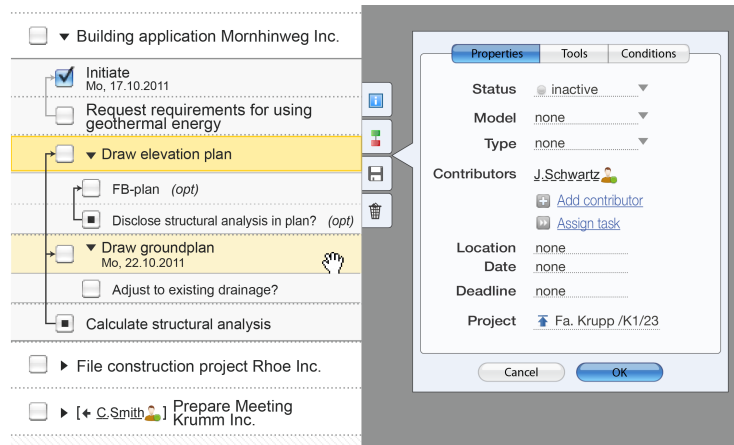 Building application Mornhinweg Inc.
Initiate
Mo, 17.10.2011
Request requirements for using
geothermal energy
Draw elevation plan
FB-plan (opt)
Disclose structural analysis in plan? (opt)
Draw groundplan
Mo, 22.10.2011
Adjust to existing drainage?
Calculate structural analysis
File construction project Rhoe Inc.
[← C.Smith] Prepare Meeting
Krumm Inc.
Properties Tools Conditions
Status inactive
Model none
Type none
Contributors J.Schwartz
Add contributor
Assign task
Location none
Date none
Deadline none
Project Fa. Krupp /K1/23
Cancel OK